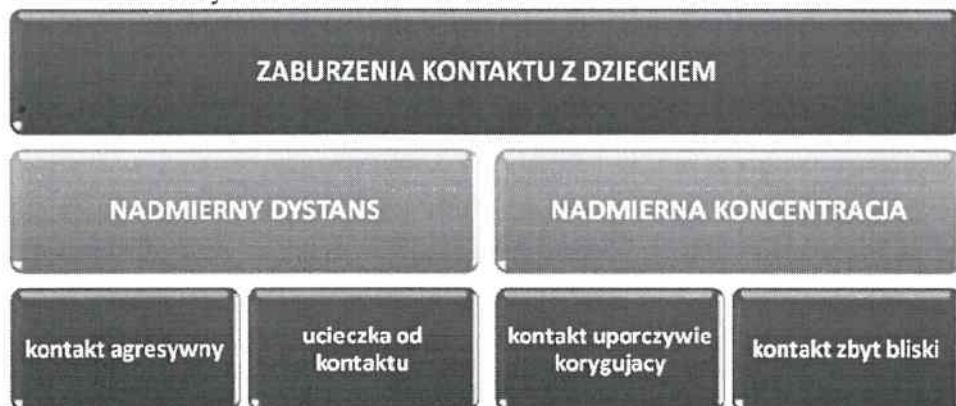 ZABURZENIA KONTAKTU Z DZIECKIEM
NADMIERNY DYSTANS
NADMIERNA KONCENTRACJA
kontakt agresywny
ucieczka od
kontaktu
kontakt uporczywie
korygujacy
kontakt zbyt bliski